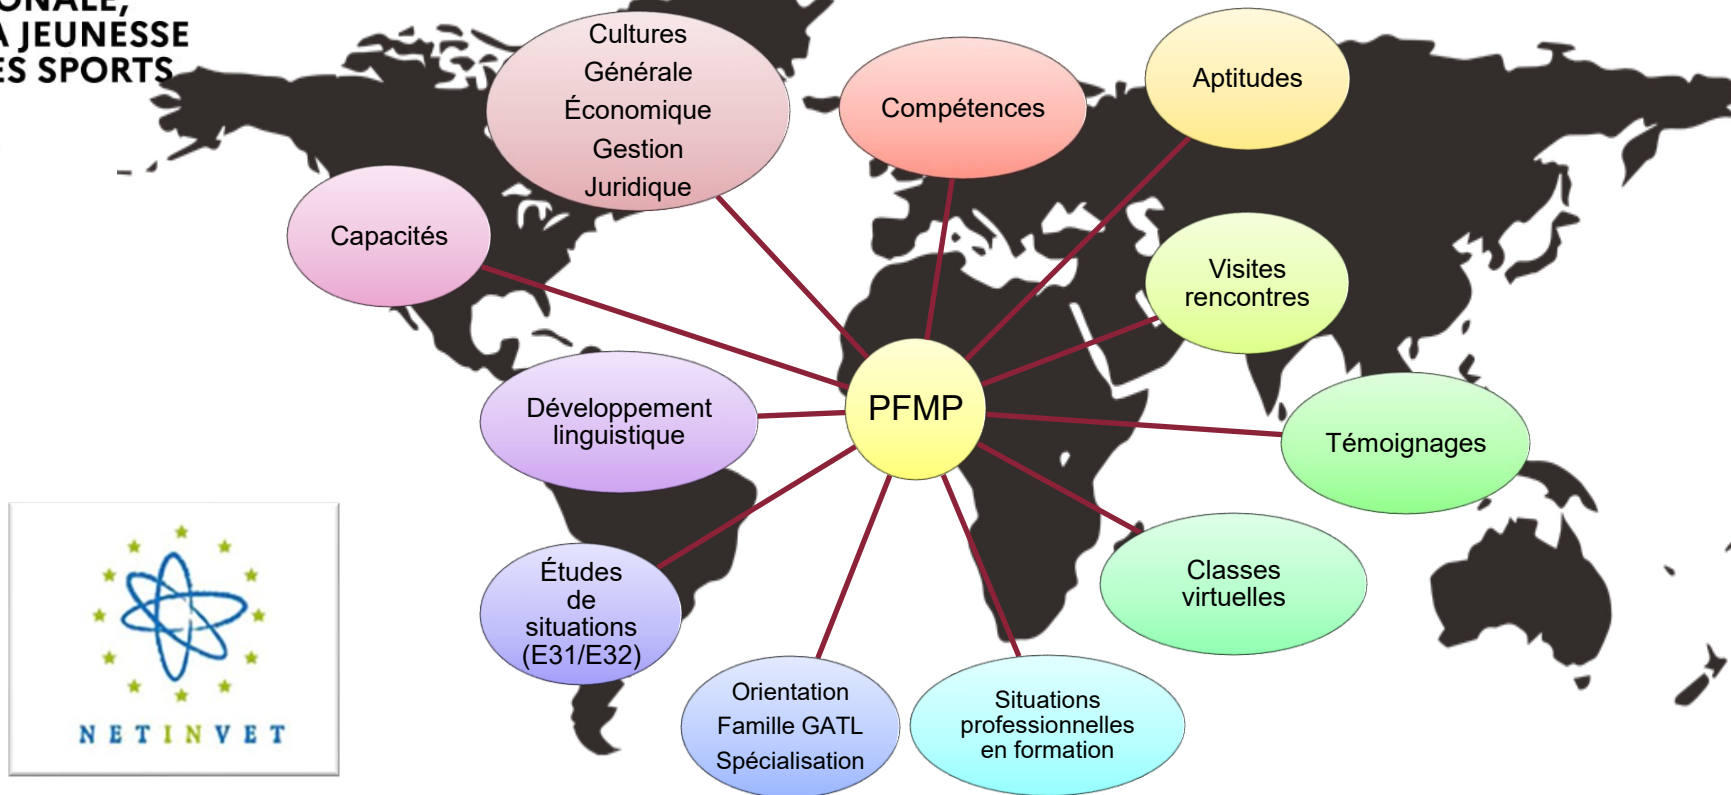 ONALE,
A JEUNESSE
ES SPORTS
Cultures
Générale
Économique
Gestion
Juridique
Compétences
Aptitudes
Capacités
Visites
rencontres
Développement
linguistique
PFMP
Témoignages
Études
de
situations
(E31/E32)
Classes
virtuelles
Orientation
Famille GATL
Spécialisation
Situations
professionnelles
en formation
NETINVET